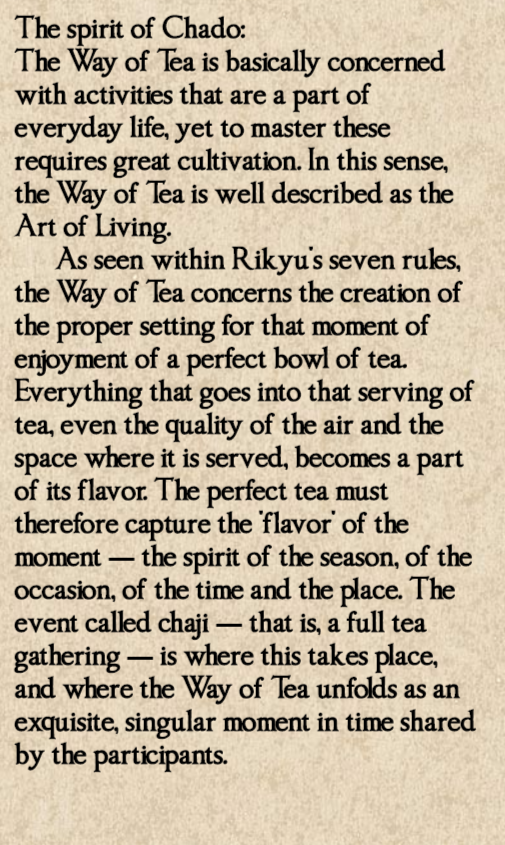 The spirit of Chado:
The Way of Tea is basically concerned
with activities that are a part of
everyday life, yet to master these
requires great cultivation. In this sense,
the Way of Tea is well described as the
Art of Living.
As seen within Rikyu's seven rules,
the Way of Tea concerns the creation of
the proper setting for that moment of
enjoyment of a perfect bowl of tea.
Everything that goes into that serving of
tea, even the quality of the air and the
space where it is served, becomes a part
of its flavor. The perfect tea must
therefore capture the 'flavor' of the
moment — the spirit of the season, of the
occasion, of the time and the place. The
event called chaji — that is, a full tea
gathering — is where this takes place,
and where the Way of Tea unfolds as an
exquisite, singular moment in time shared
by the participants.